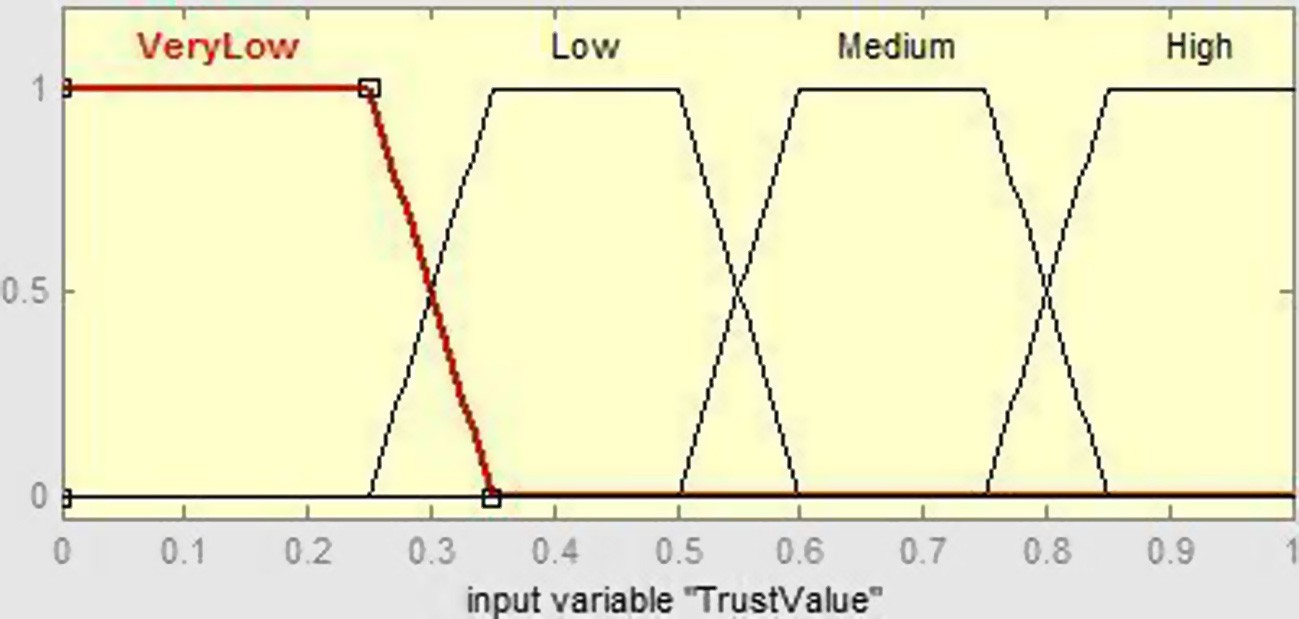 VeryLow Low Medium High
1
0.5
0
0 0.1 0.2 0.3 0.4 0.5 0.6 0.7 0.8 0.9 1
input variable "TrustValue"